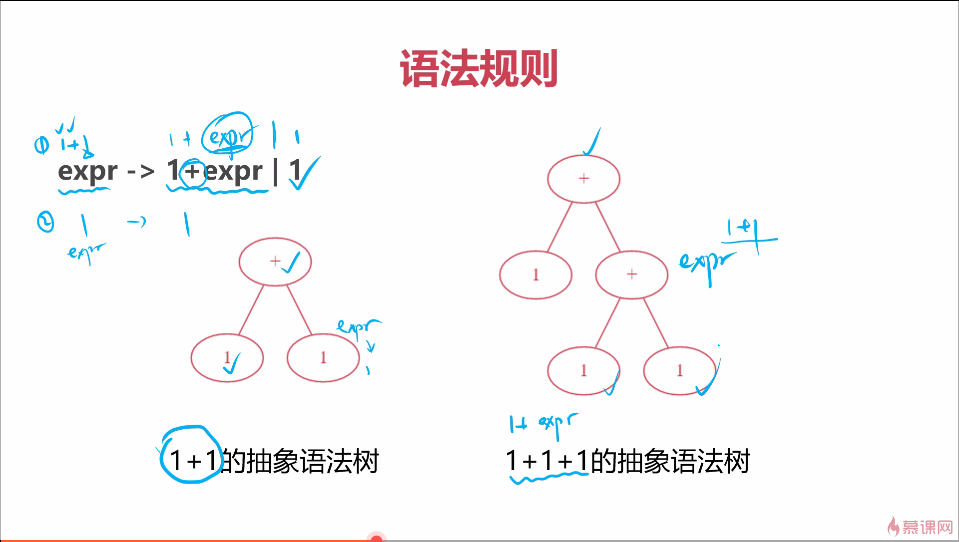 语法规则
① 1+1
1+ expr | 1
expr -> 1+expr | 1
② 1 -> 1
expr
+
1 1
expr
1
+
1 +
1 1
1+1
expr
1+ expr
1+1的抽象语法树
1+1+1的抽象语法树
慕课网